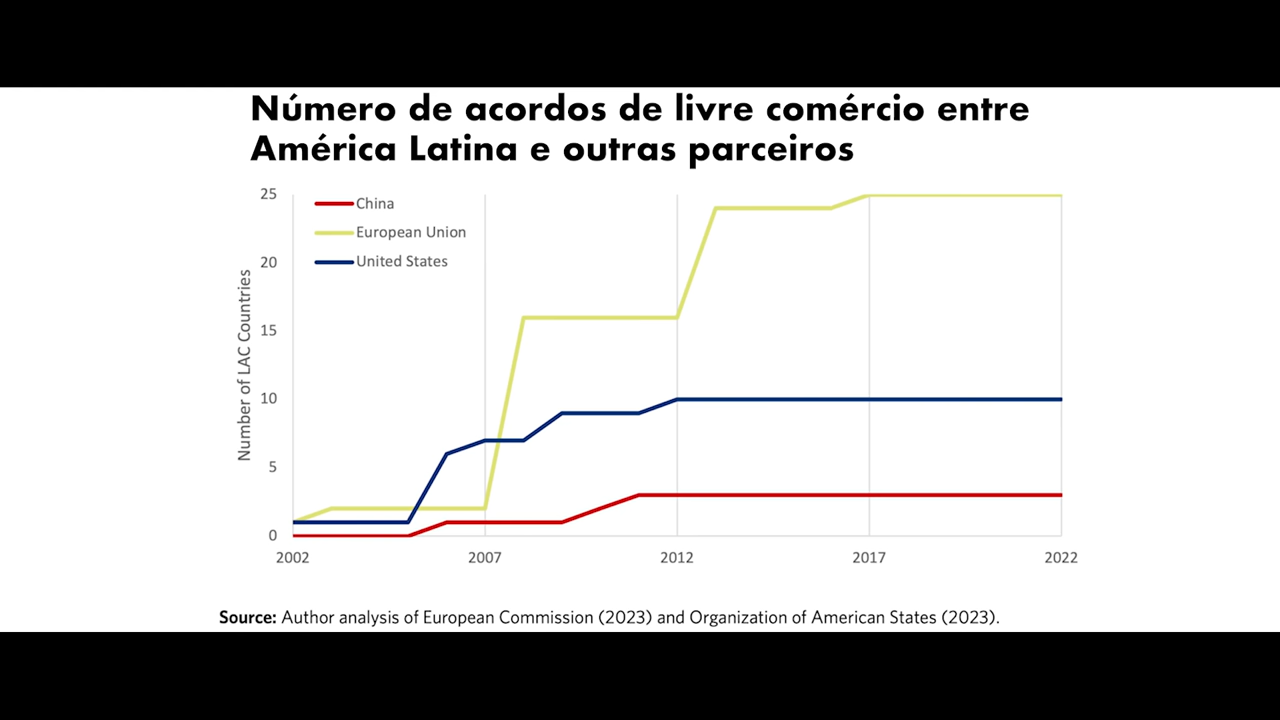 Número de acordos de livre comércio entre
América Latina e outras parceiros
25
20
15
10
5
0
Number of LAC Countries
China
European Union
United States
2002
2007
2012
2017
2022
Source: Author analysis of European Commission (2023) and Organization of American States (2023).